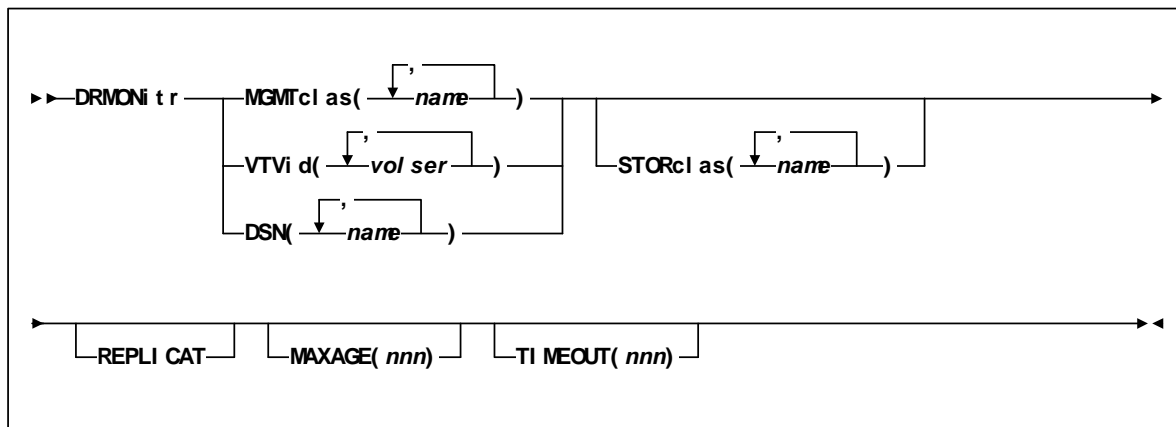 ,
DRMONitr MGMTclas( name )
, ,
VTVid( volser ) STORclas( name )
,
DSN( name )
REPLICAT MAXAGE(nnn) TIMEOUT(nnn)